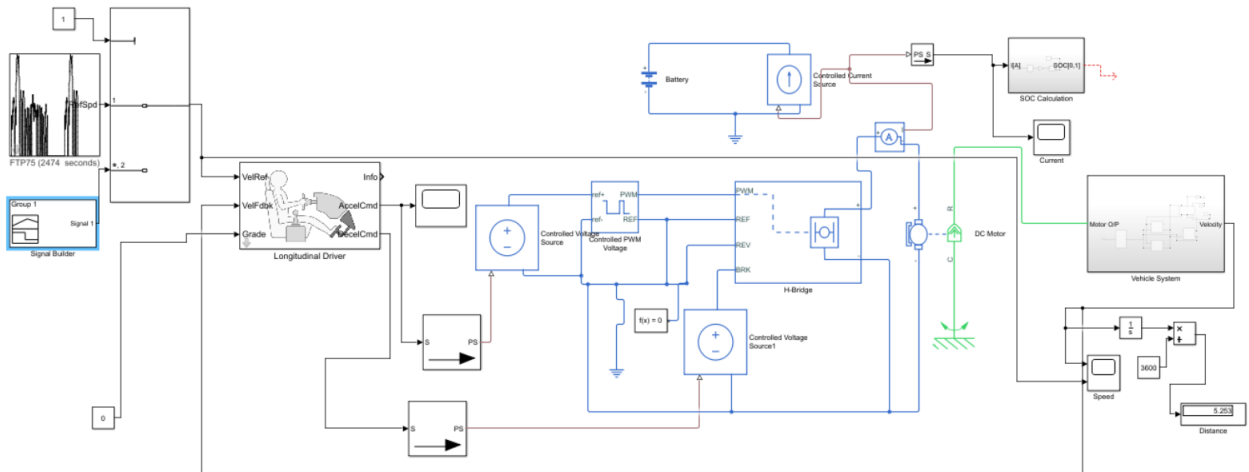 1
RefSpd
FTP75 (2474 seconds)
1
*, 2
Group 1
Signal 1
Signal Builder
0
VelRef
VelFdbk
Grade
Info
AccelCmd
DecelCmd
Longitudinal Driver
S
PS
S
PS
Controlled Voltage
Source
ref+
ref-
PWM
REF
Controlled PWM
Voltage
f(x) = 0
PWM
REF
REV
BRK
+
-
H-Bridge
Controlled Voltage
Source1
Battery
Controlled Current
Source
A
PS S
I[A]
SOC[0,1]
SOC Calculation
Current
+
-
R
C
DC Motor
Motor O/P
Velocity
Vehicle System
1
s
3600
×
÷
Speed
5.253
Distance